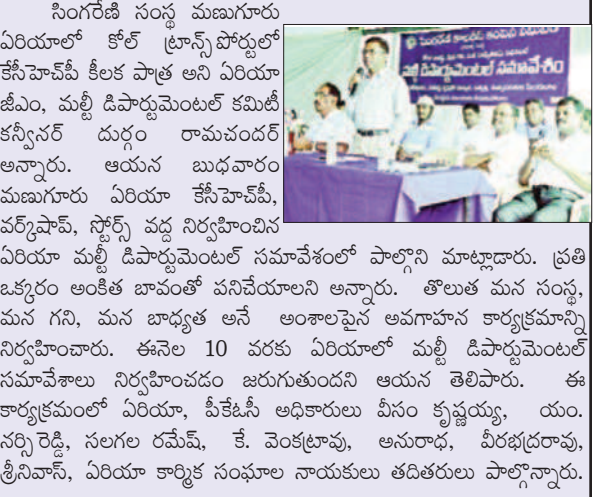 సింగరేణి సంస్థ మణుగూరు
ఏరియాలో కోల్ ట్రాన్స్‌పోర్టులో
కేసీహెచ్‌పీ కీలక పాత్ర అని ఏరియా
జీఎం, మల్టీ డిపార్టుమెంటల్ కమిటీ
కన్వీనర్ దుర్గం రామచందర్
అన్నారు. ఆయన బుధవారం
మణుగూరు ఏరియా కేసీహెచ్‌పీ,
వర్క్‌షాప్, స్టోర్స్ వద్ద నిర్వహించిన
ఏరియా మల్టీ డిపార్టుమెంటల్ సమావేశంలో పాల్గొని మాట్లాడారు. ప్రతి
ఒక్కరం అంకిత బావంతో పనిచేయాలని అన్నారు. తొలుత మన సంస్థ,
మన గని, మన బాధ్యత అనే అంశాలపైన అవగాహన కార్యక్రమాన్ని
నిర్వహించారు. ఈనెల 10 వరకు ఏరియాలో మల్టీ డిపార్టుమెంటల్
సమావేశాలు నిర్వహించడం జరుగుతుందని ఆయన తెలిపారు. ఈ
కార్యక్రమంలో ఏరియా, పీకేఓసీ అధికారులు వీసం కృష్ణయ్య, యం.
నర్సిరెడ్డి, సలగల రమేష్, కే. వెంకట్రావు, అనురాధ, వీరభద్రరావు,
శ్రీనివాస్, ఏరియా కార్మిక సంఘాల నాయకులు తదితరులు పాల్గొన్నారు.
డిపార్టుమెంటల్ సమావేశం